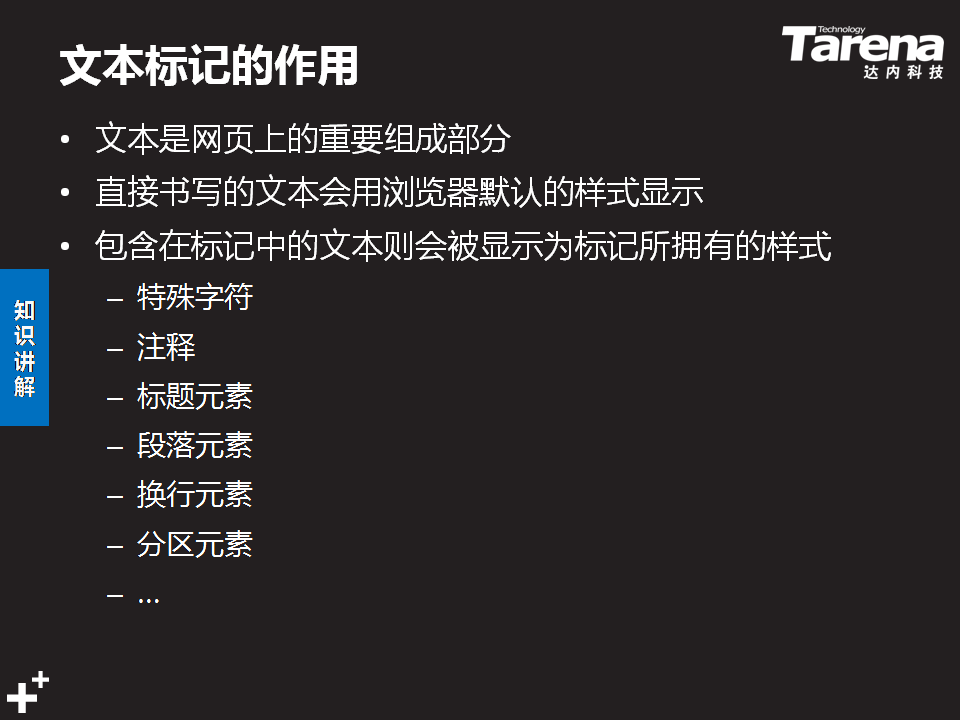 文本标记的作用
Technology
Tarena
达内科技
• 文本是网页上的重要组成部分
• 直接书写的文本会用浏览器默认的样式显示
• 包含在标记中的文本则会被显示为标记所拥有的样式
– 特殊字符
– 注释
– 标题元素
– 段落元素
– 换行元素
– 分区元素
– ...
知识讲解